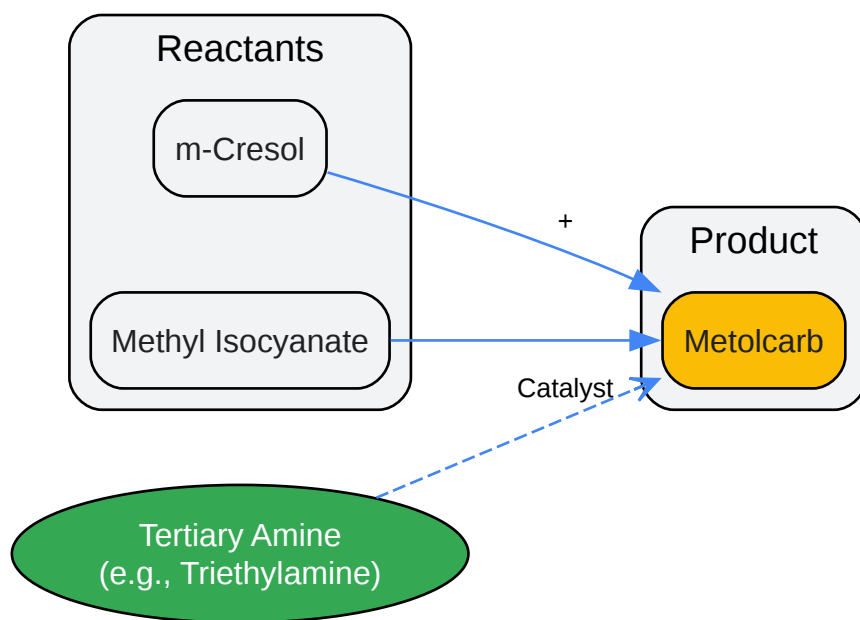 Reactants
m-Cresol
+
Product
Methyl Isocyanate
Metolcarb
Catalyst
Tertiary Amine
(e.g., Triethylamine)